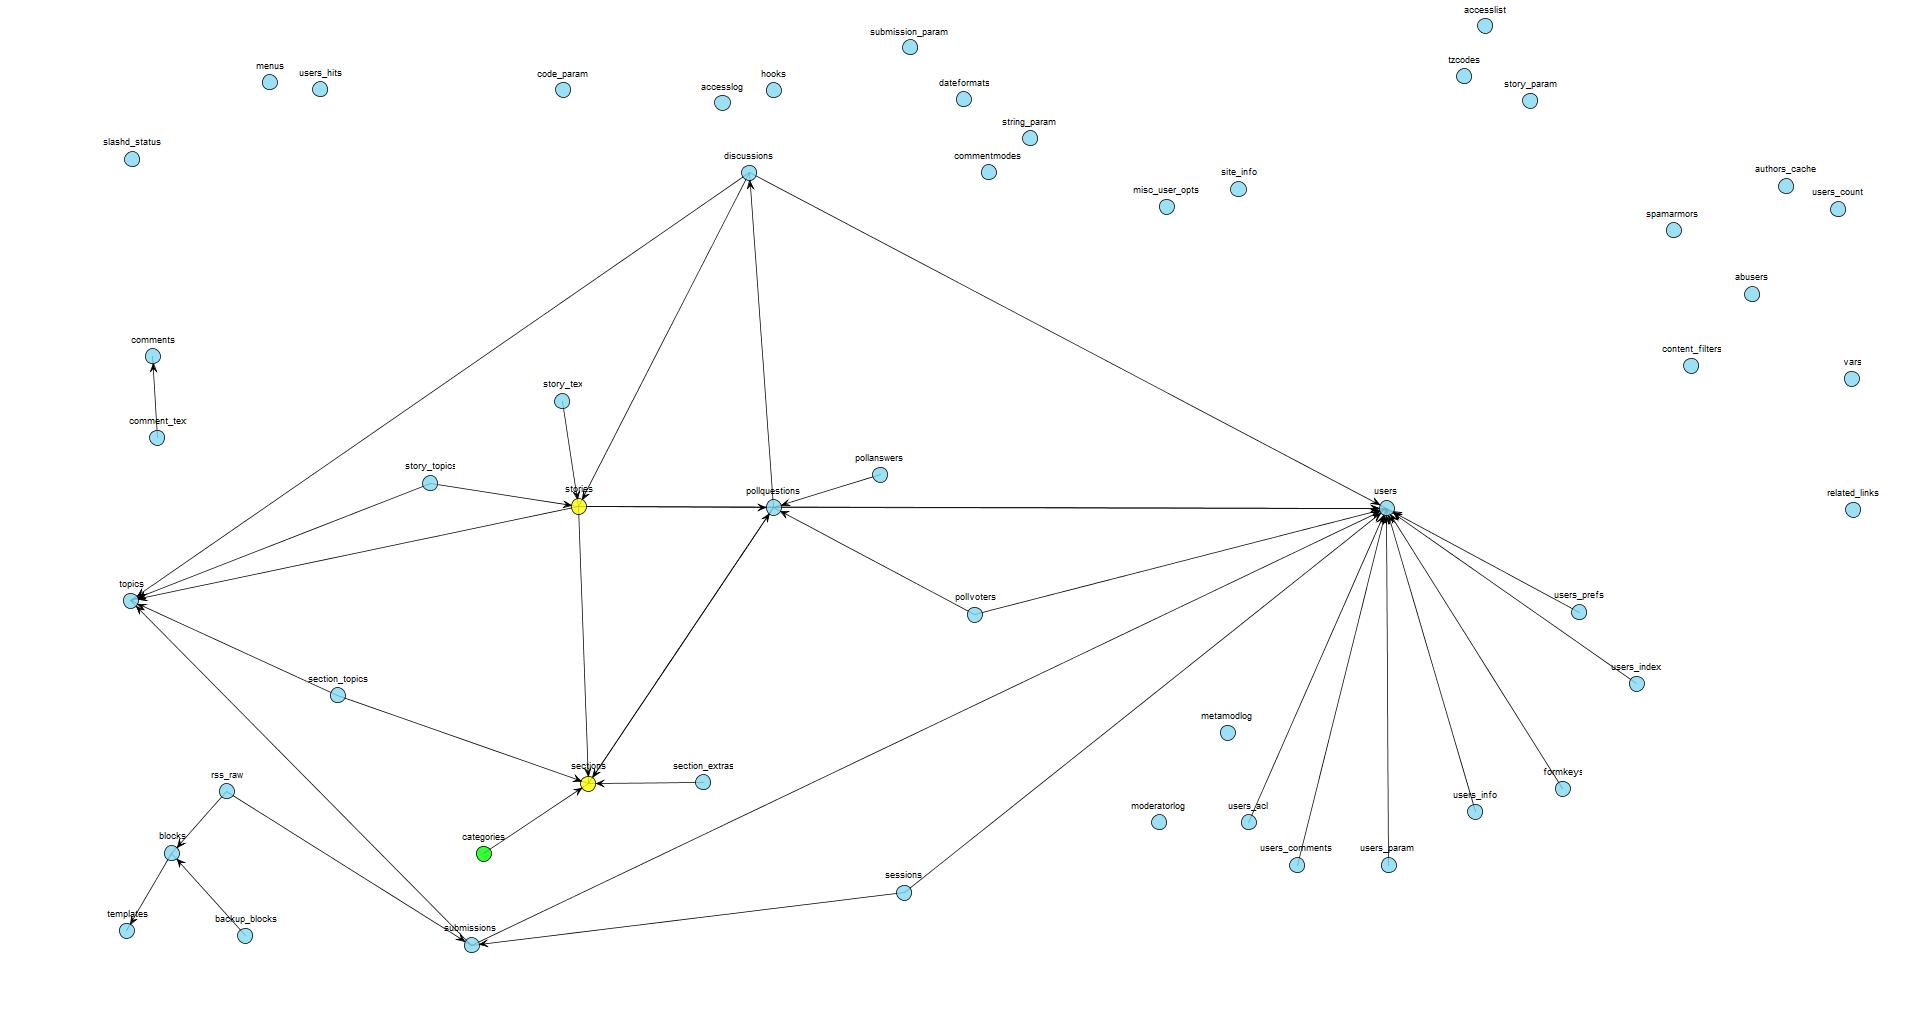 accesslist
submission_param
tzcodes
menus
users_hits
code_param
hooks
accesslog
dateformats
story_param
string_param
slashd_status
discussions
commentmodes
site_info
misc_user_opts
authors_cache
users_count
spamarmors
abusers
comments
content_filters
vars
story_tex
comment_tex
story_topics
pollanswers
stories
pollquestions
users
related_links
topics
pollvoters
users_prefs
section_topics
users_index
metamodlog
rss_raw
sections
section_extras
formkeys
moderatorlog
users_acl
users_info
blocks
categories
users_comments
users_param
sessions
templates
backup_blocks
submissions